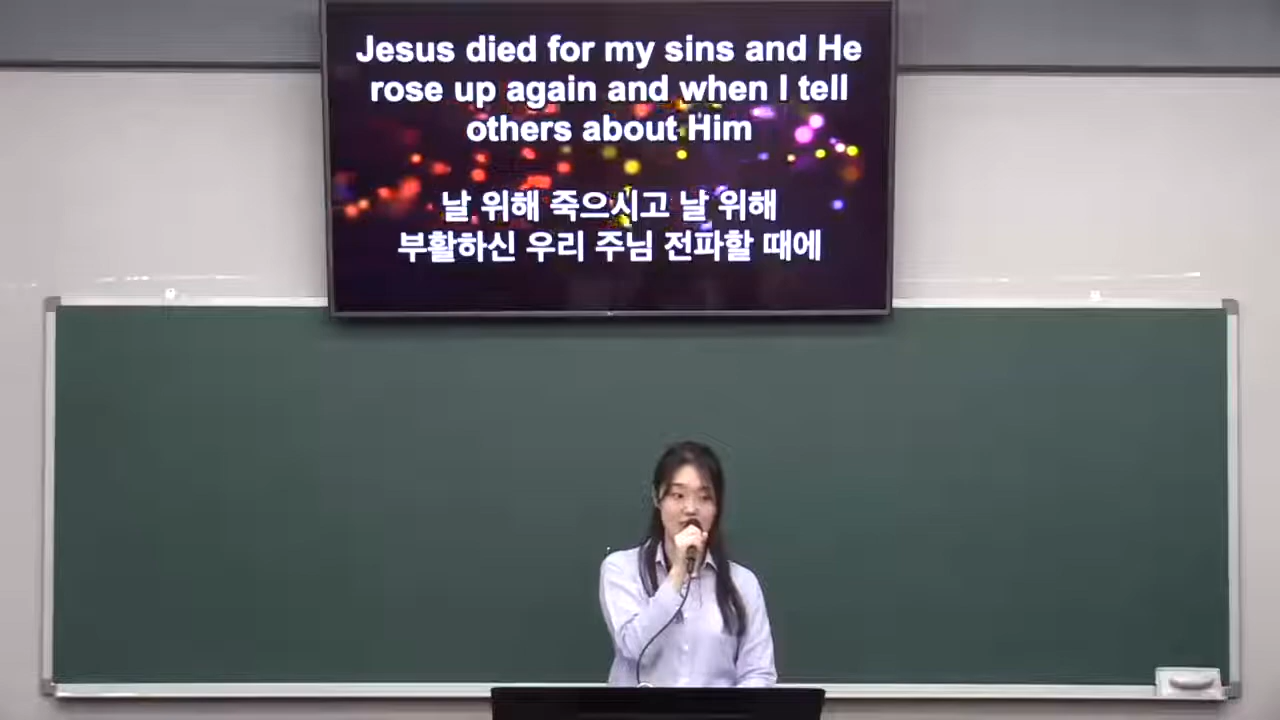 Jesus died for my sins and He
rose up again and when I tell
others about Him
날 위해 죽으시고 날 위해
부활하신 우리 주님 전파할 때에